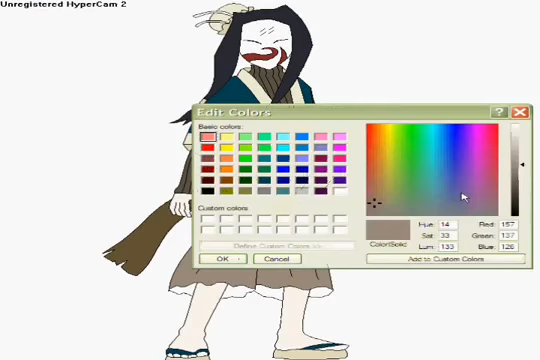 Unregistered HyperCam 2
Edit Colors
Basic colors:
Custom colors:
Define Custom Colors >>
OK
Cancel
Color|Solid
Hue: 14
Sat: 33
Lum: 133
Red: 157
Green: 137
Blue: 126
Add to Custom Colors